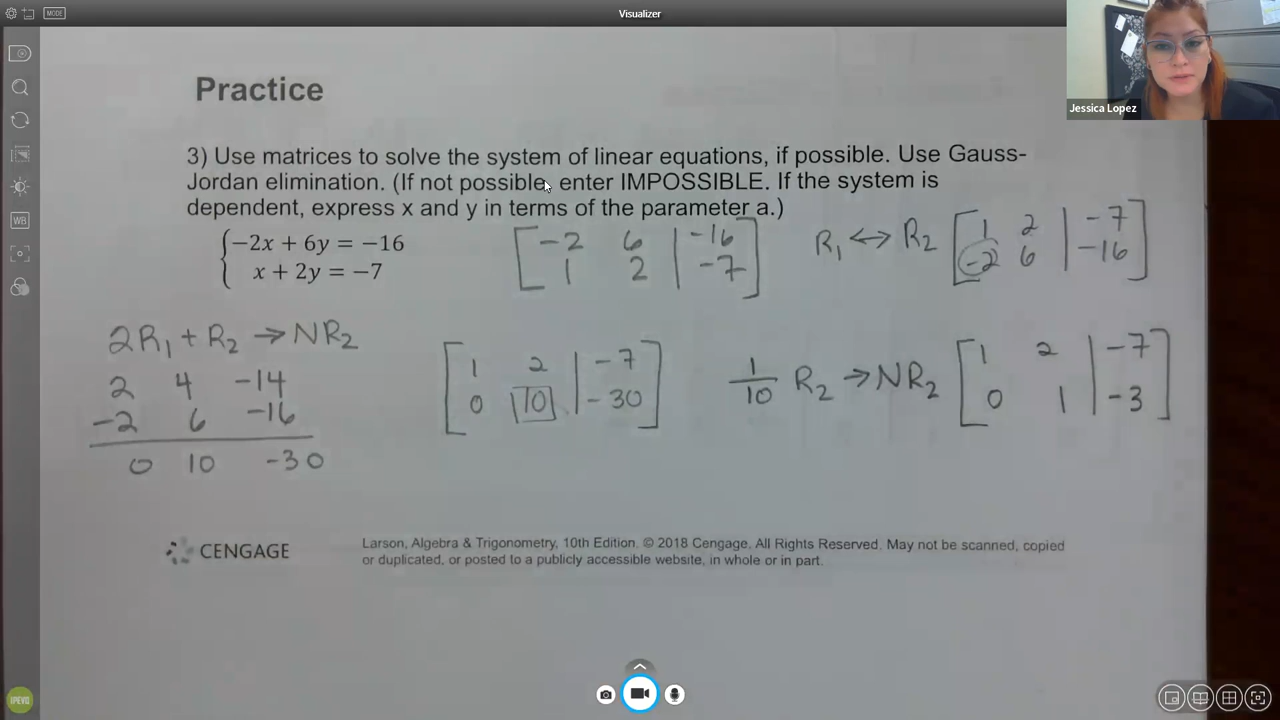 MODE
Visualizer
Jessica Lopez
Practice
3) Use matrices to solve the system of linear equations, if possible. Use Gauss-
Jordan elimination. (If not possible, enter IMPOSSIBLE. If the system is
dependent, express x and y in terms of the parameter a.)
−2x + 6y = −16
x + 2y = −7
[ -2 6 | -16
1 2 | -7 ]
R1 ↔ R2 [ 1 2 | -7
-2 6 | -16 ]
2R1 + R2 → NR2
2 4 -14
-2 6 -16
0 10 -30
[ 1 2 | -7
0 10 | -30 ]
1/10 R2 → NR2 [ 1 2 | -7
0 1 | -3 ]
CENGAGE
Larson, Algebra & Trigonometry, 10th Edition. © 2018 Cengage. All Rights Reserved. May not be scanned, copied
or duplicated, or posted to a publicly accessible website, in whole or in part.
WB
IPEVO